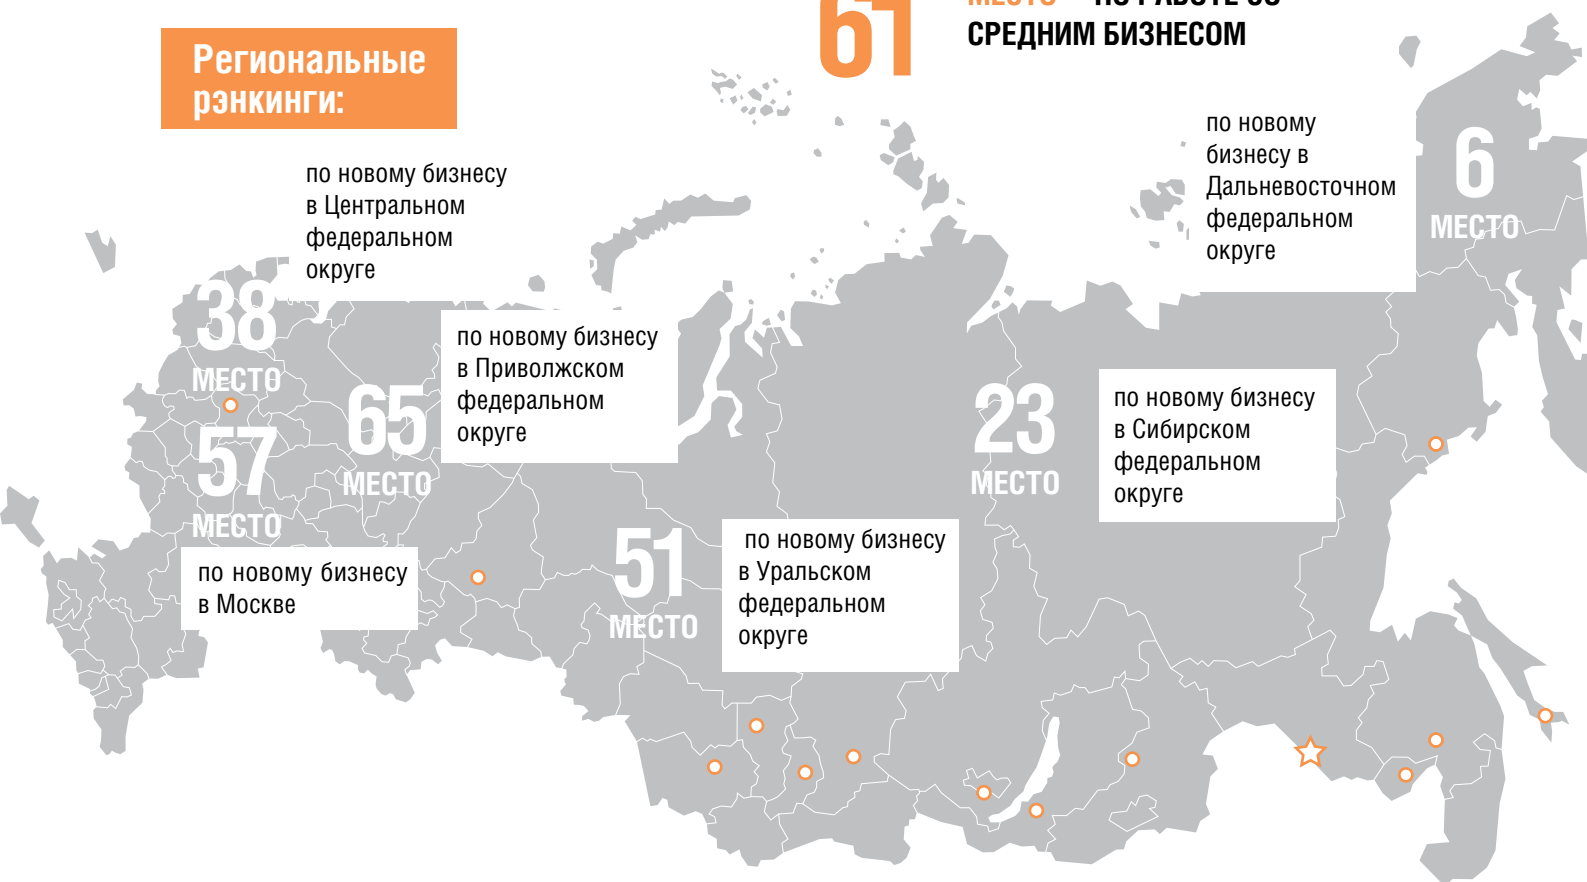 61
СРЕДНИМ БИЗНЕСОМ
Региональные
рэнкинги:
по новому бизнесу
в Центральном
федеральном
округе
38
МЕСТО
57
МЕСТО
по новому бизнесу
в Москве
65
МЕСТО
по новому бизнесу
в Приволжском
федеральном
округе
51
МЕСТО
по новому бизнесу
в Уральском
федеральном
округе
23
МЕСТО
по новому бизнесу
в Сибирском
федеральном
округе
по новому
бизнесу в
Дальневосточном
федеральном
округе
6
МЕСТО